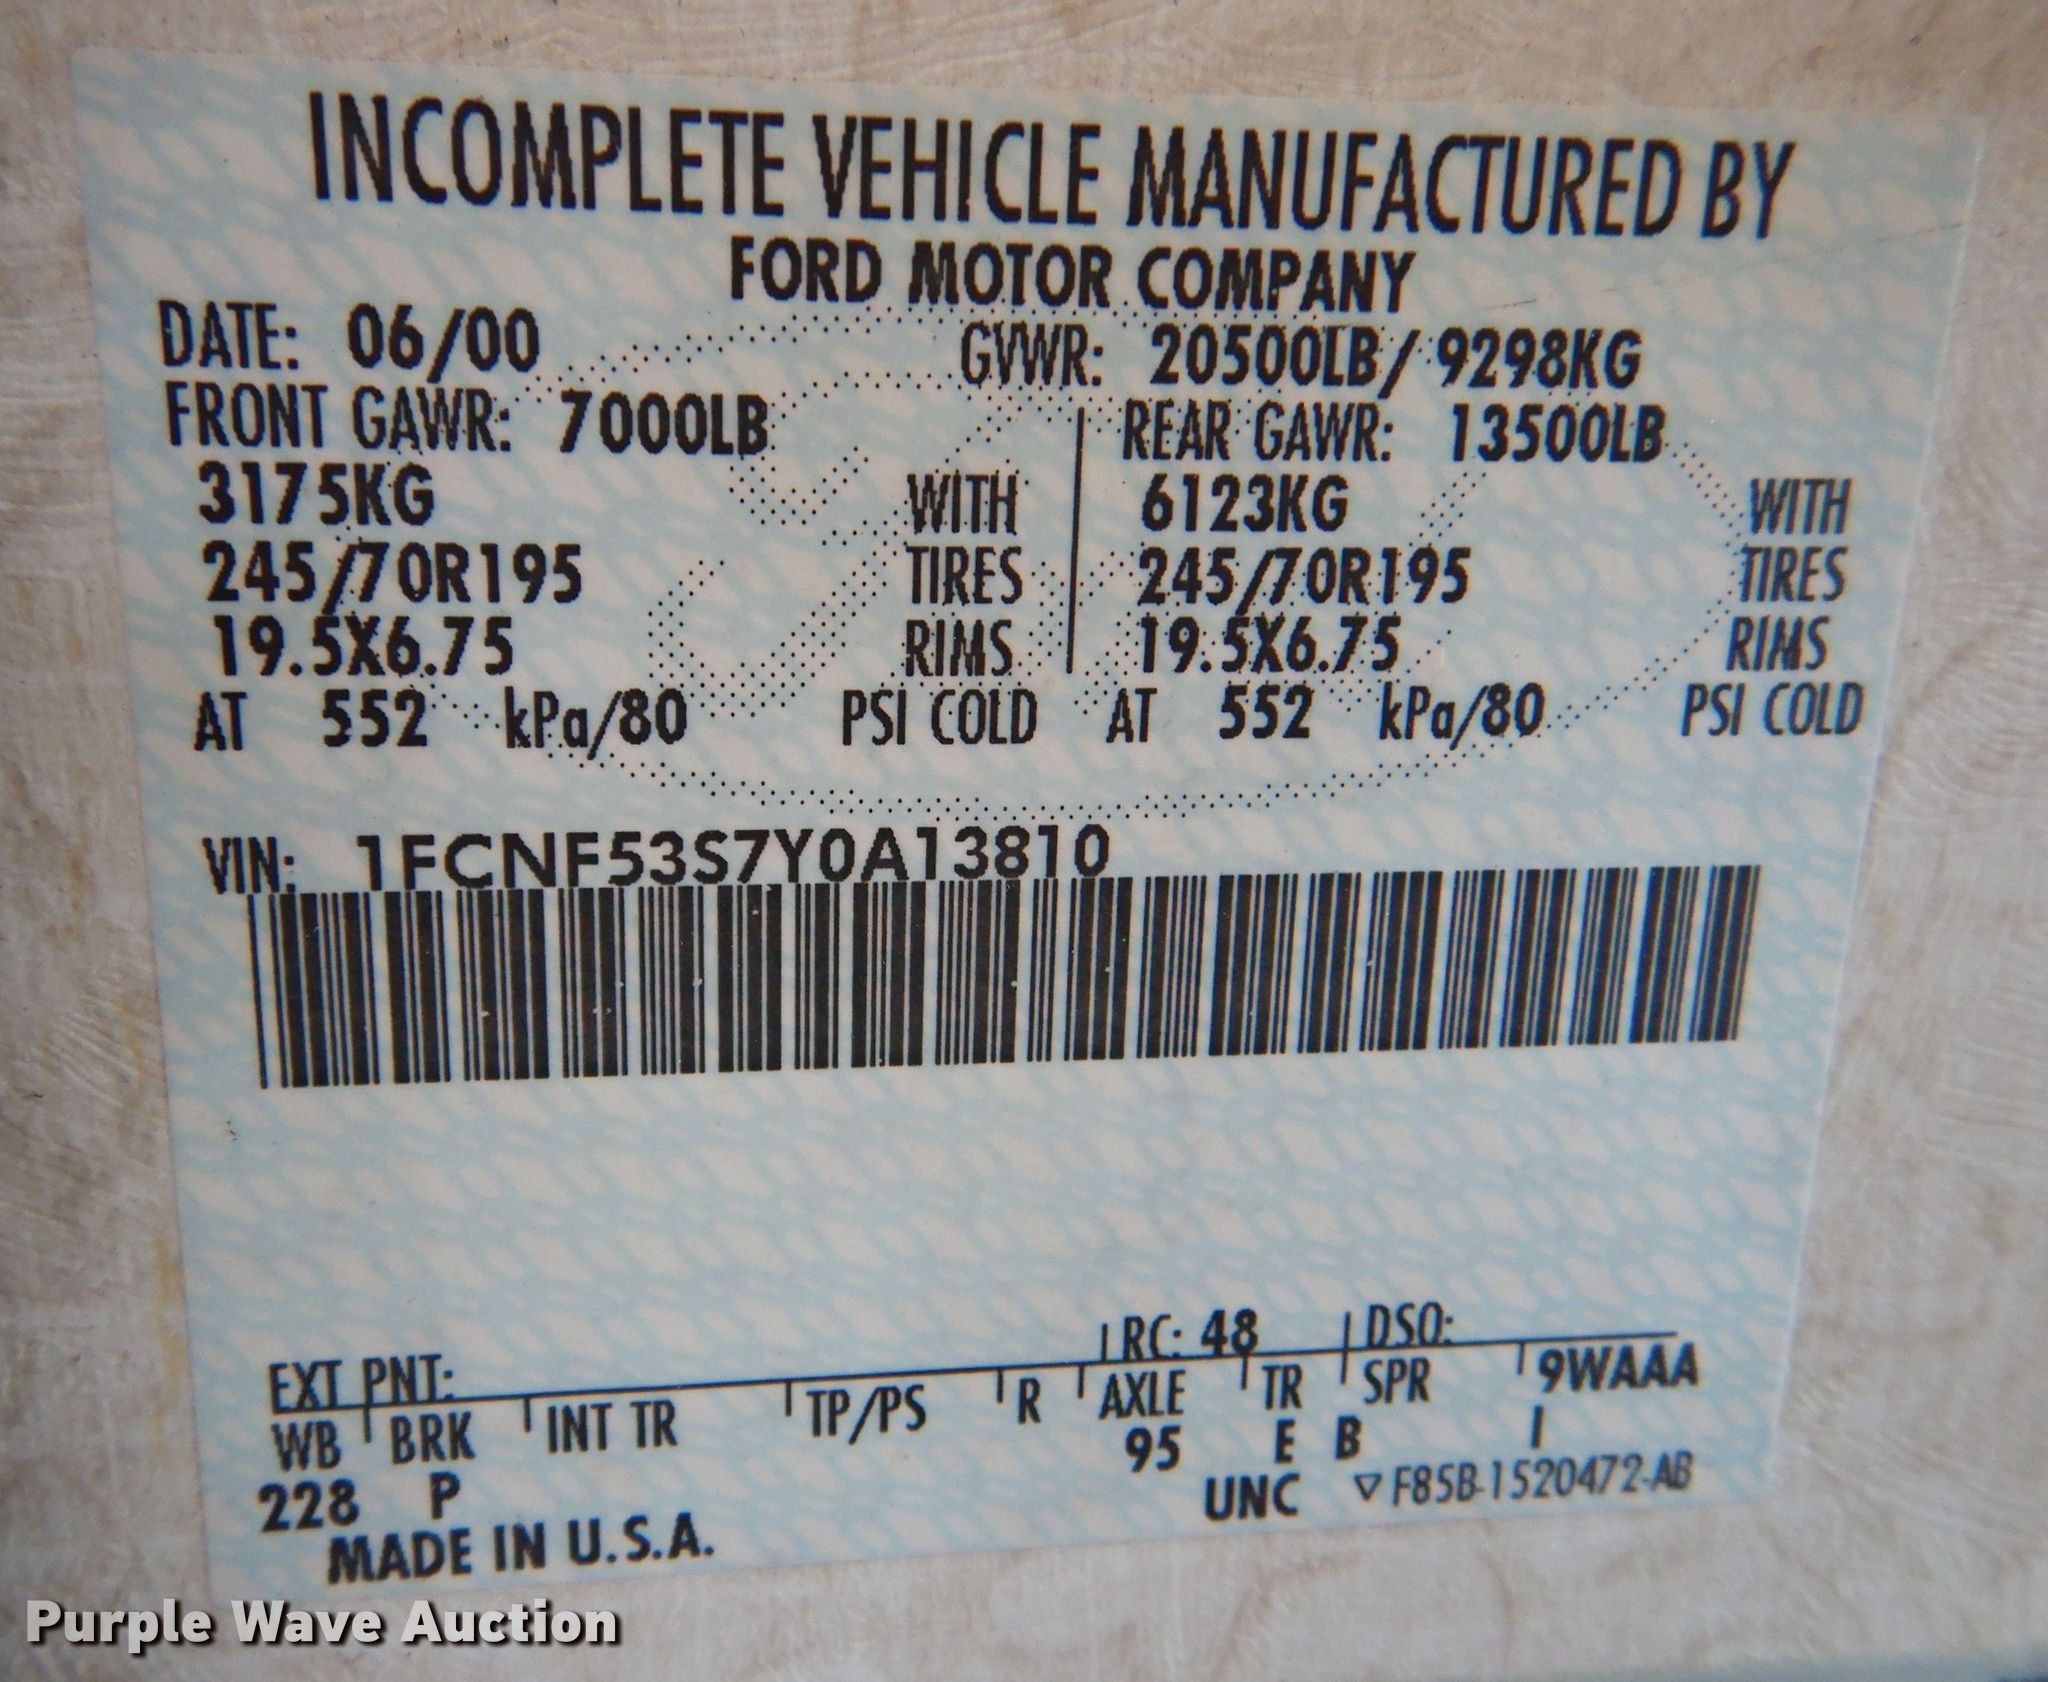 INCOMPLETE VEHICLE MANUFACTURED BY
FORD MOTOR COMPANY
DATE: 06/00 GVWR: 20500LB/ 9298KG
FRONT GAWR: 7000LB REAR GAWR: 13500LB
3175KG WITH 6123KG WITH
245/70R195 TIRES 245/70R195 TIRES
19.5X6.75 RIMS 19.5X6.75 RIMS
AT 552 kPa/80 PSI COLD AT 552 kPa/80 PSI COLD
VIN: 1FCNF53S7Y0A13810
EXT PNT: RC: 48 DSO:
WB BRK INT TR TP/PS R AXLE TR SPR 9WAAA
228 P 95 E B I
UNC ▽F85B-1520472-AB
MADE IN U.S.A.
Purple Wave Auction